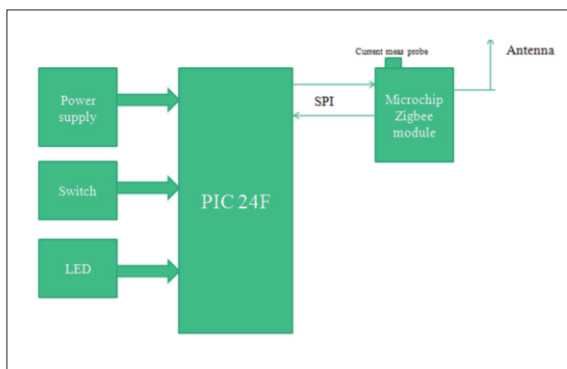 Current meas probe
Antenna
Power
supply
SPI
Microchip
Zigbee
module
Switch
PIC 24F
LED